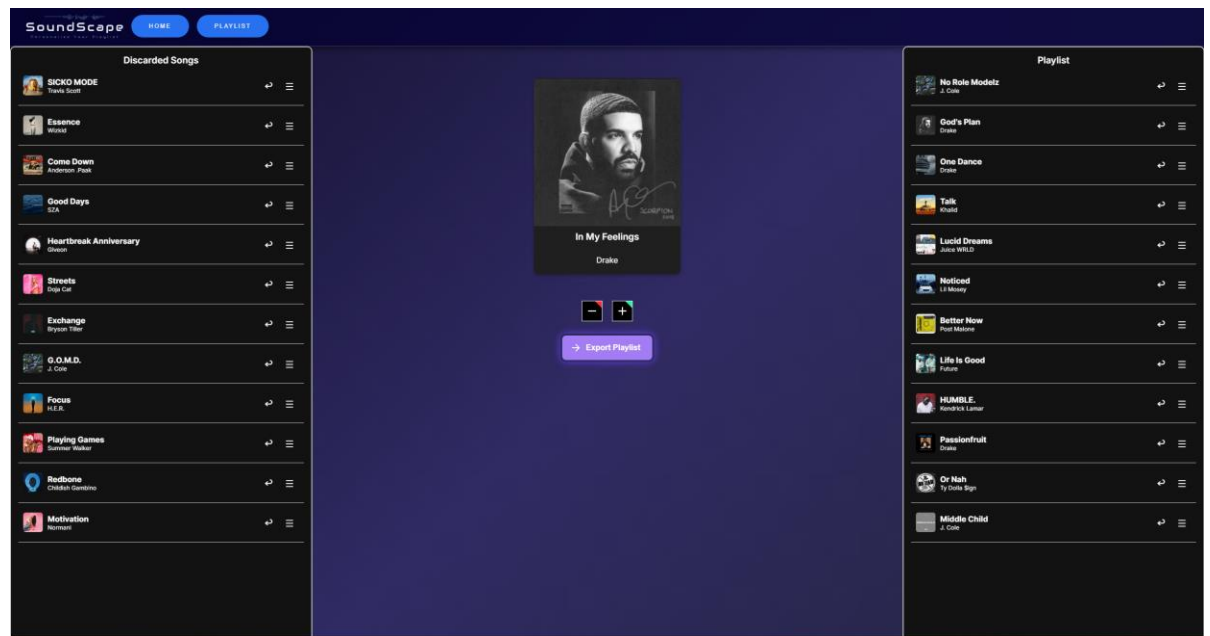 SoundScape
HOME
PLAYLIST
Discarded Songs
SICKO MODE
Travis Scott
Essence
Wizkid
Come Down
Anderson .Paak
Good Days
SZA
Heartbreak Anniversary
Giveon
Streets
Doja Cat
Exchange
Bryson Tiller
G.O.M.D.
J. Cole
Focus
H.E.R.
Playing Games
Summer Walker
Redbone
Childish Gambino
Motivation
Normani
SCORPION
In My Feelings
Drake
Export Playlist
Playlist
No Role Modelz
J. Cole
God's Plan
Drake
One Dance
Drake
Talk
Khalid
Lucid Dreams
Juice WRLD
Noticed
Lil Mosey
Better Now
Post Malone
Life Is Good
Future
HUMBLE.
Kendrick Lamar
Passionfruit
Drake
Or Nah
Ty Dolla $ign
Middle Child
J. Cole